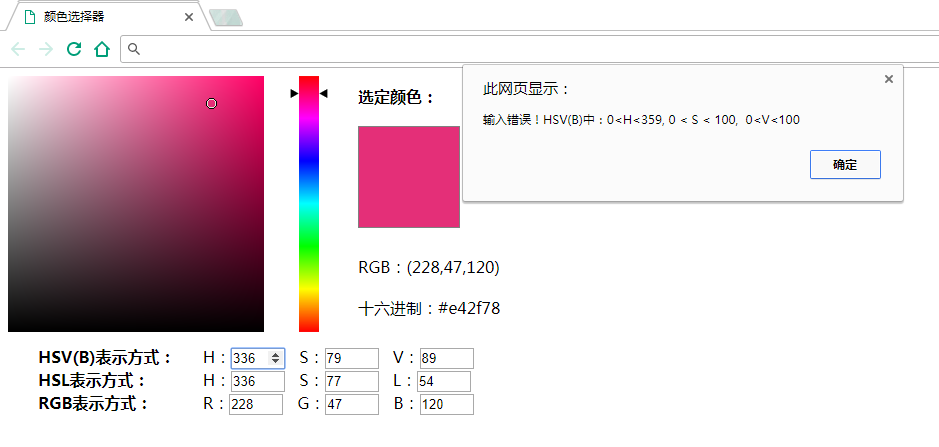 颜色选择器
选定颜色：
此网页显示：
输入错误！HSV(B)中：0<H<359, 0 < S < 100,  0<V<100
确定
RGB：(228,47,120)
十六进制：#e42f78
HSV(B)表示方式： H：336 S：79 V：89
HSL表示方式： H：336 S：77 L：54
RGB表示方式： R：228 G：47 B：120